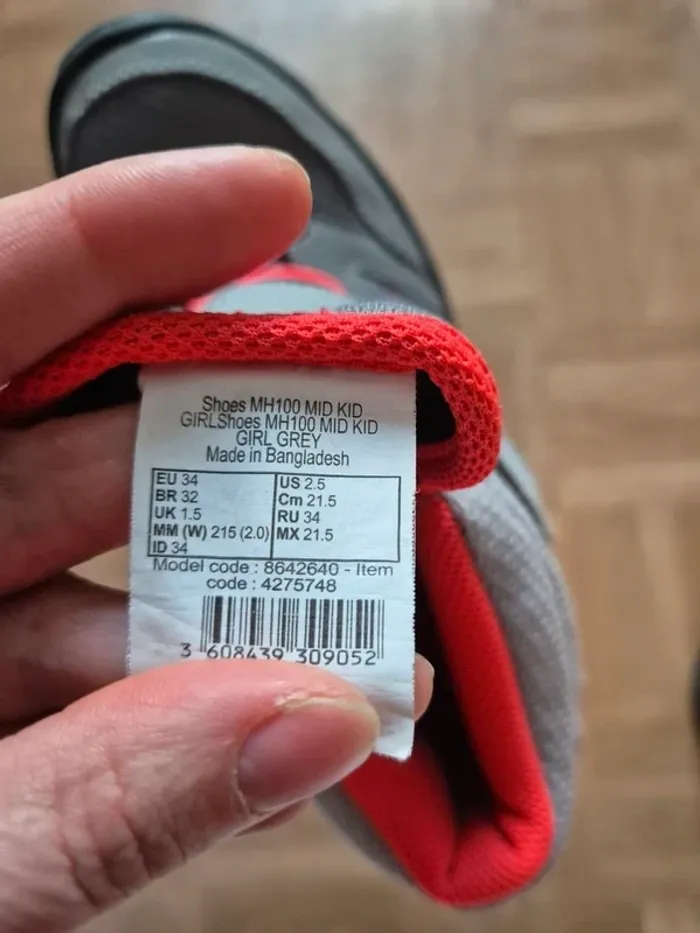 Shoes MH100 MID KID
GIRLShoes MH100 MID KID
GIRL GREY
Made in Bangladesh
EU 34 US 2.5
BR 32 Cm 21.5
UK 1.5 RU 34
MM (W) 215 (2.0) MX 21.5
ID 34
Model code : 8642640 - Item
code : 4275748
3 608439 309052